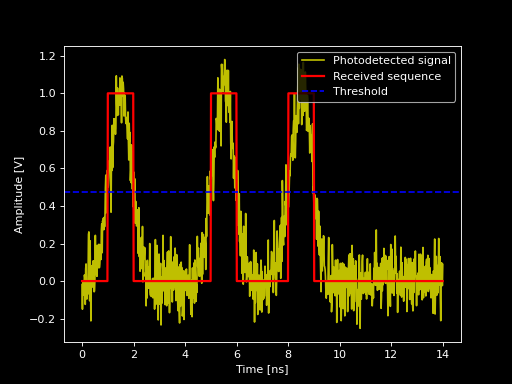 Photodetected signal
Received sequence
Threshold
1.2
1.0
0.8
0.6
0.4
0.2
0.0
−0.2
Amplitude [V]
0 2 4 6 8 10 12 14
Time [ns]